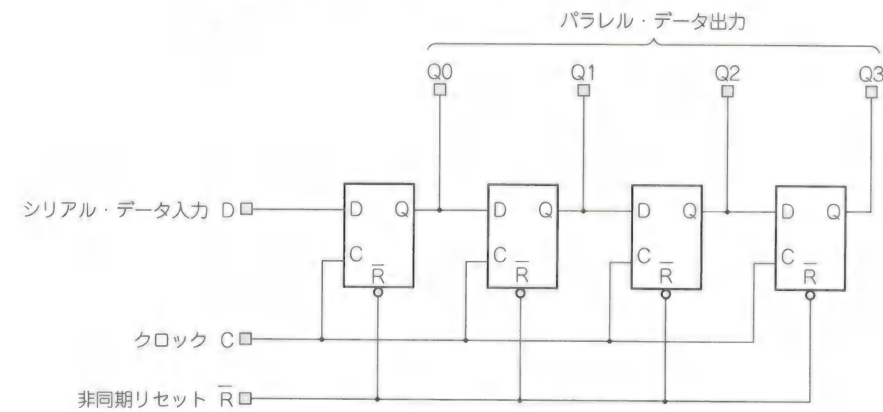 パラレル・データ出力
Q0 Q1 Q2 Q3
シリアル・データ入力 D
D Q D Q D Q D Q
C C C C
R̅ R̅ R̅ R̅
クロック C
非同期リセット R̅